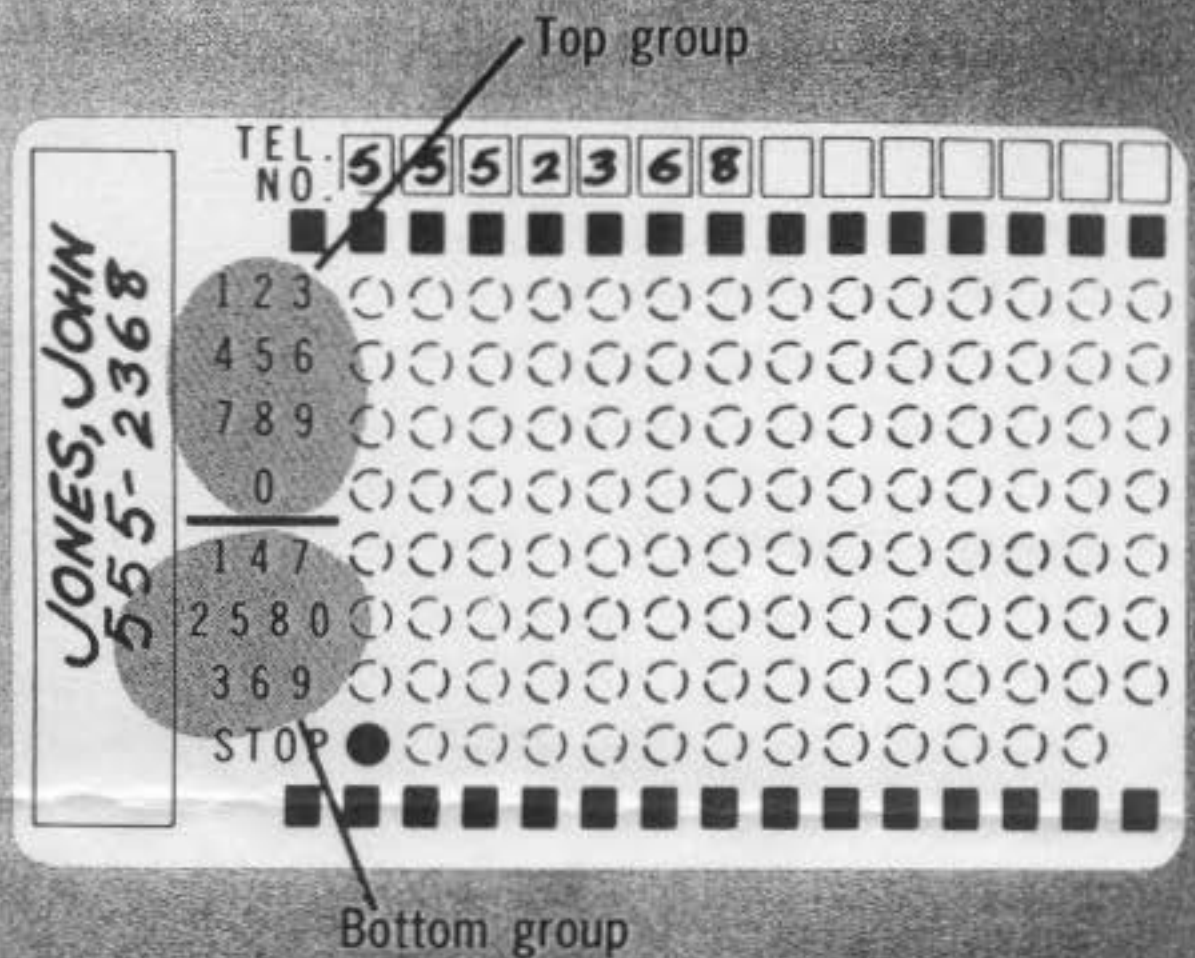 Top group
TEL.
NO. 5 5 5 2 3 6 8
JONES, JOHN
555-2368
1 2 3
4 5 6
7 8 9
0
1 4 7
2 5 8 0
3 6 9
STOP
Bottom group